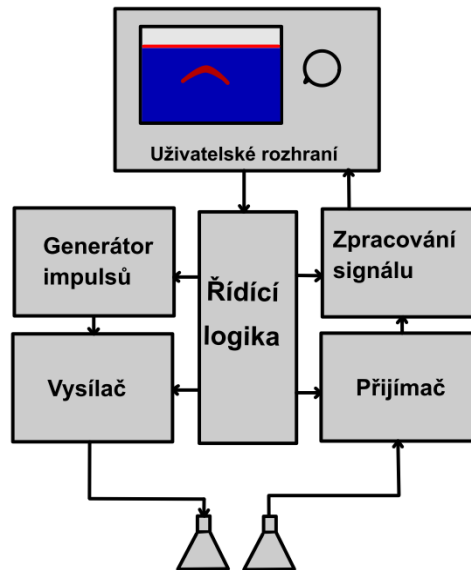 Uživatelské rozhraní
Generátor
impulsů
Řídící
logika
Zpracování
signálu
Vysílač
Přijímač